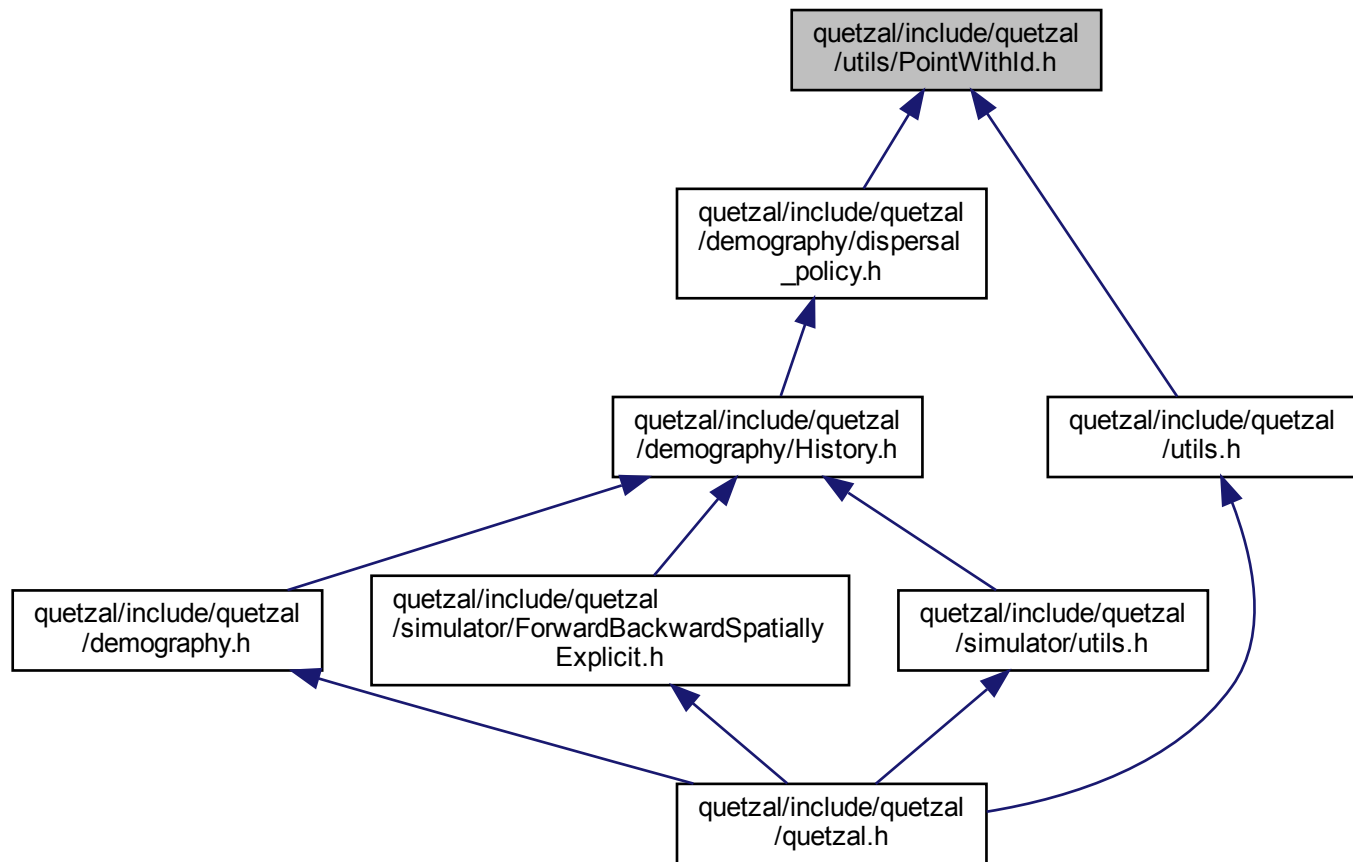 quetzal/include/quetzal
/utils/PointWithId.h
quetzal/include/quetzal
/demography/dispersal
_policy.h
quetzal/include/quetzal
/demography/History.h
quetzal/include/quetzal
/utils.h
quetzal/include/quetzal
/demography.h
quetzal/include/quetzal
/simulator/ForwardBackwardSpatially
Explicit.h
quetzal/include/quetzal
/simulator/utils.h
quetzal/include/quetzal
/quetzal.h